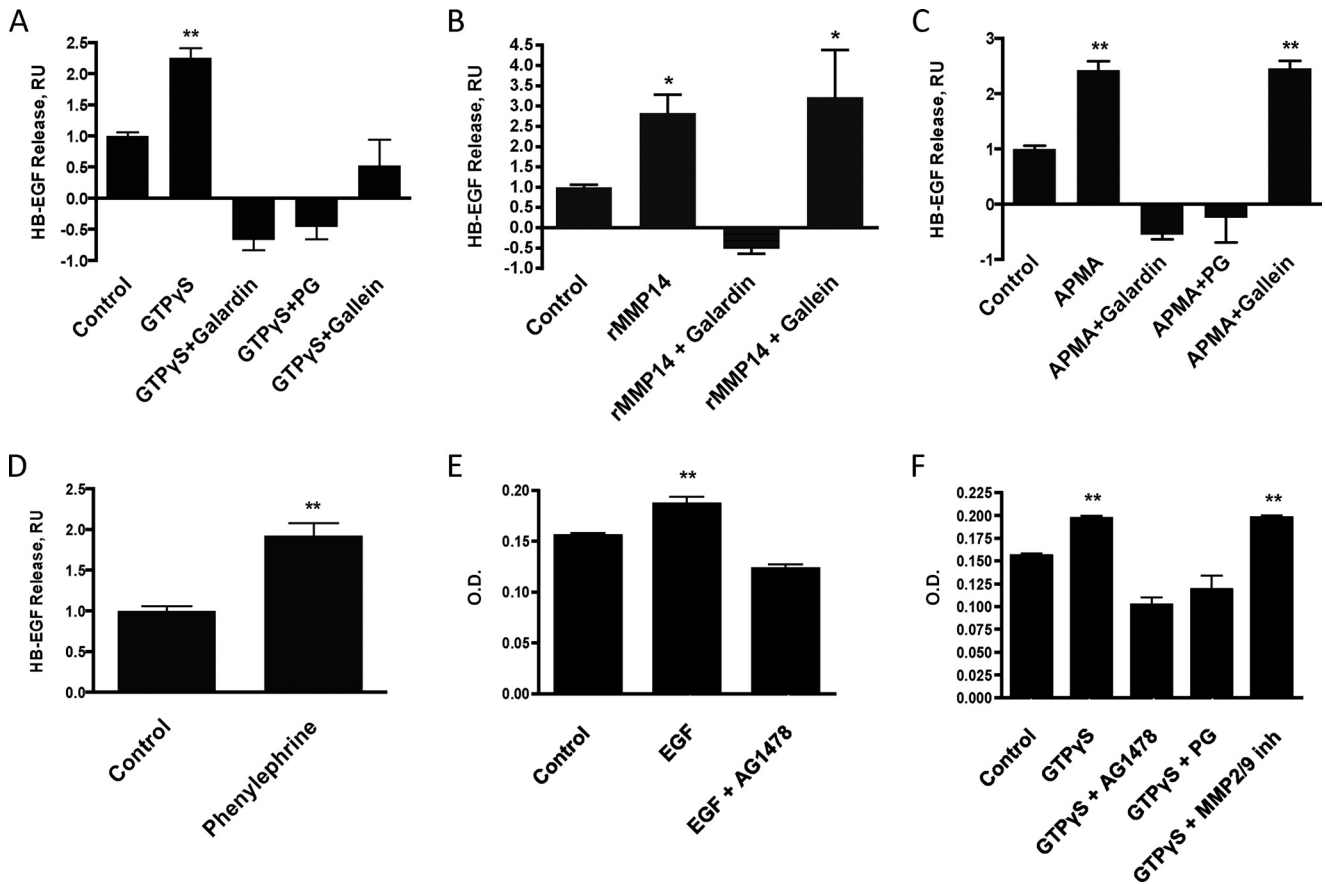 A
HB-EGF Release, RU
2.5
2.0
1.5
1.0
0.5
0.0
-0.5
-1.0
**
Control
GTPγS
GTPγS+Galardin
GTPγS+PG
GTPγS+Gallein
B
HB-EGF Release, RU
4.5
4.0
3.5
3.0
2.5
2.0
1.5
1.0
0.5
0.0
-0.5
-1.0
*
*
Control
rMMP14
rMMP14 + Galardin
rMMP14 + Gallein
C
HB-EGF Release, RU
3
2
1
0
-1
**
**
Control
APMA
APMA+Galardin
APMA+PG
APMA+Gallein
D
HB-EGF Release, RU
2.5
2.0
1.5
1.0
0.5
0.0
**
Control
Phenylephrine
E
O.D.
0.20
0.15
0.10
0.05
0.00
**
Control
EGF
EGF + AG1478
F
O.D.
0.225
0.200
0.175
0.150
0.125
0.100
0.075
0.050
0.025
0.000
**
**
Control
GTPγS
GTPγS + AG1478
GTPγS + PG
GTPγS + MMP2/9 inh